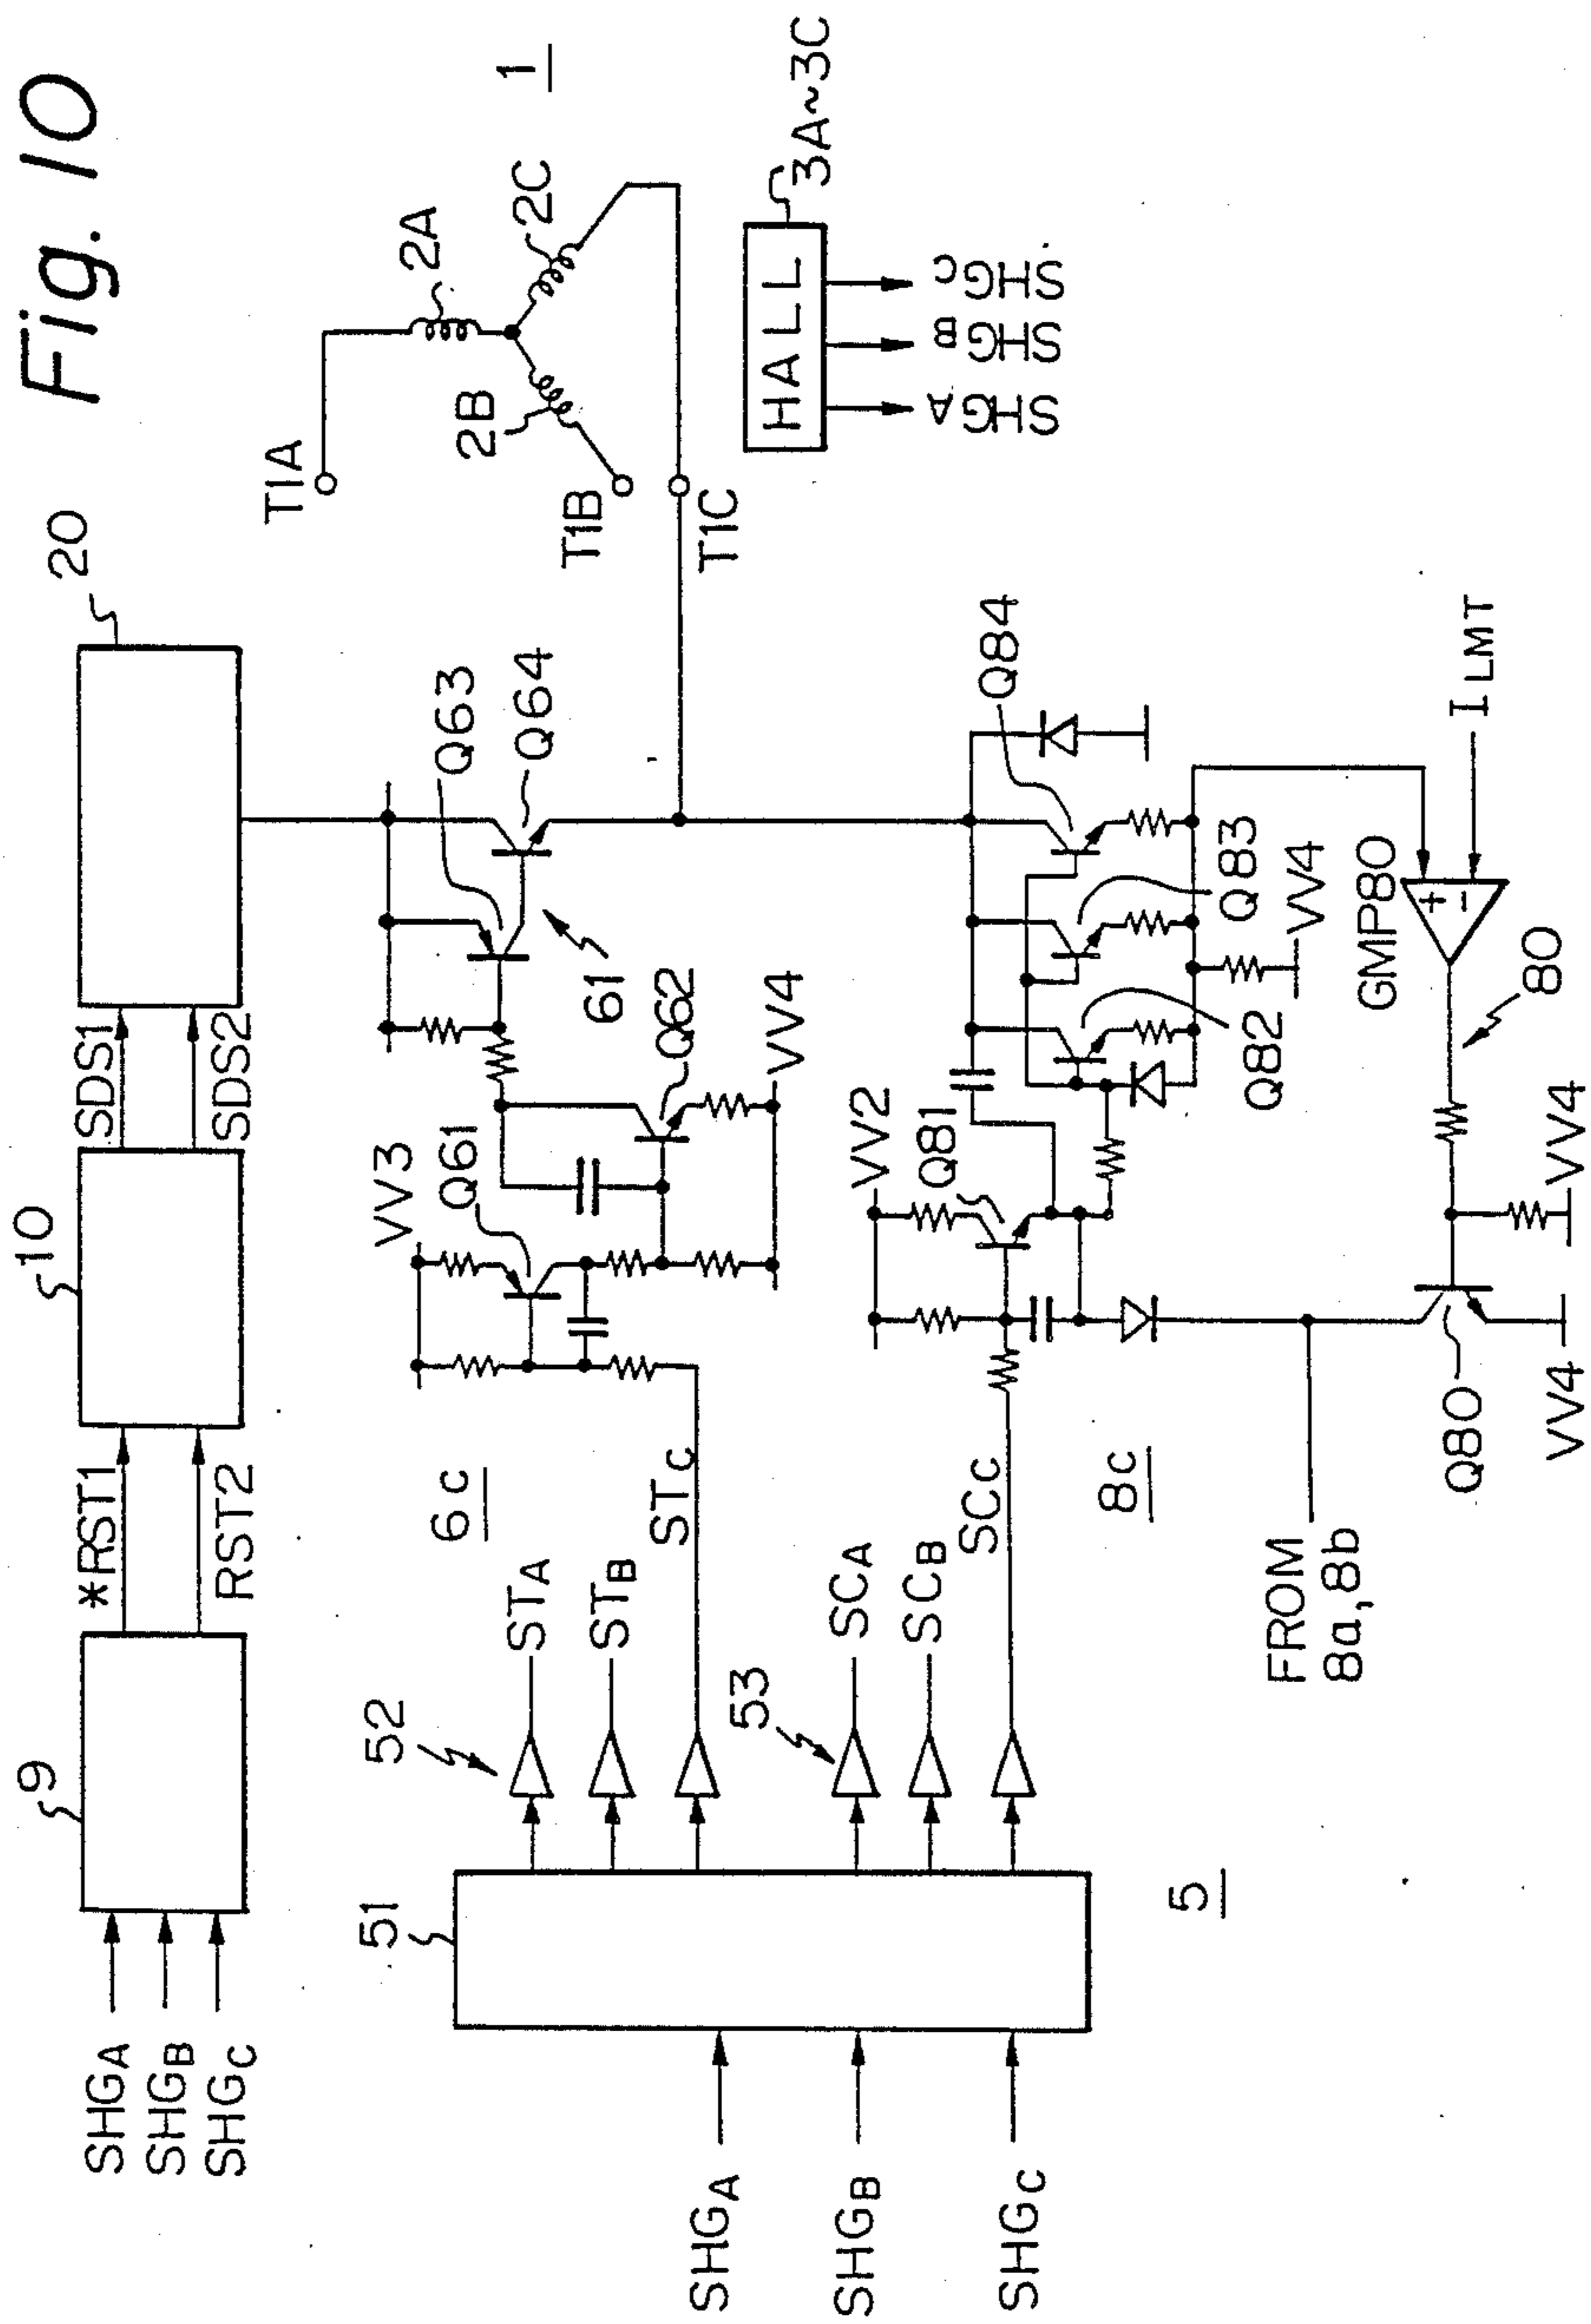 Fig. 10
SHGA
SHGB
SHGC
9
*RST1
RST2
10
SDS1
SDS2
20
T1A
2A
2B
2C
T1B
T1C
1
HALL
3A~3C
SHGA
SHGB
SHGC
SHGA
SHGB
SHGC
51
5
52
STA
STB
STC
53
SCA
SCB
SCC
6c
VV3
Q61
Q62
VV4
61
Q63
Q64
8c
VV2
Q81
Q82
Q83
VV4
Q84
FROM
8a,8b
Q80
VV4
VV4
80
GMP80
+
-
ILMT